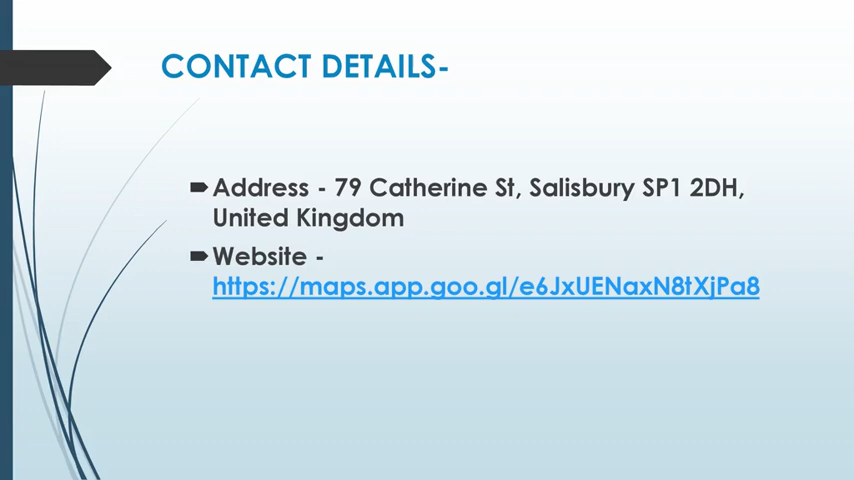 CONTACT DETAILS-
Address - 79 Catherine St, Salisbury SP1 2DH,
United Kingdom
Website -
https://maps.app.goo.gl/e6JxUENaxN8tXjPa8